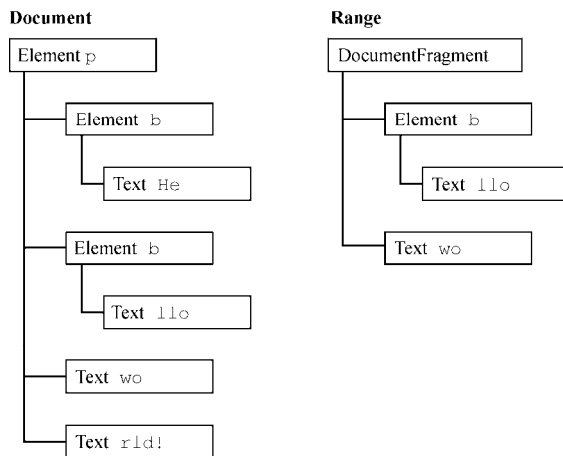 Document
Element p
Element b
Text He
Element b
Text llo
Text wo
Text rld!
Range
DocumentFragment
Element b
Text llo
Text wo